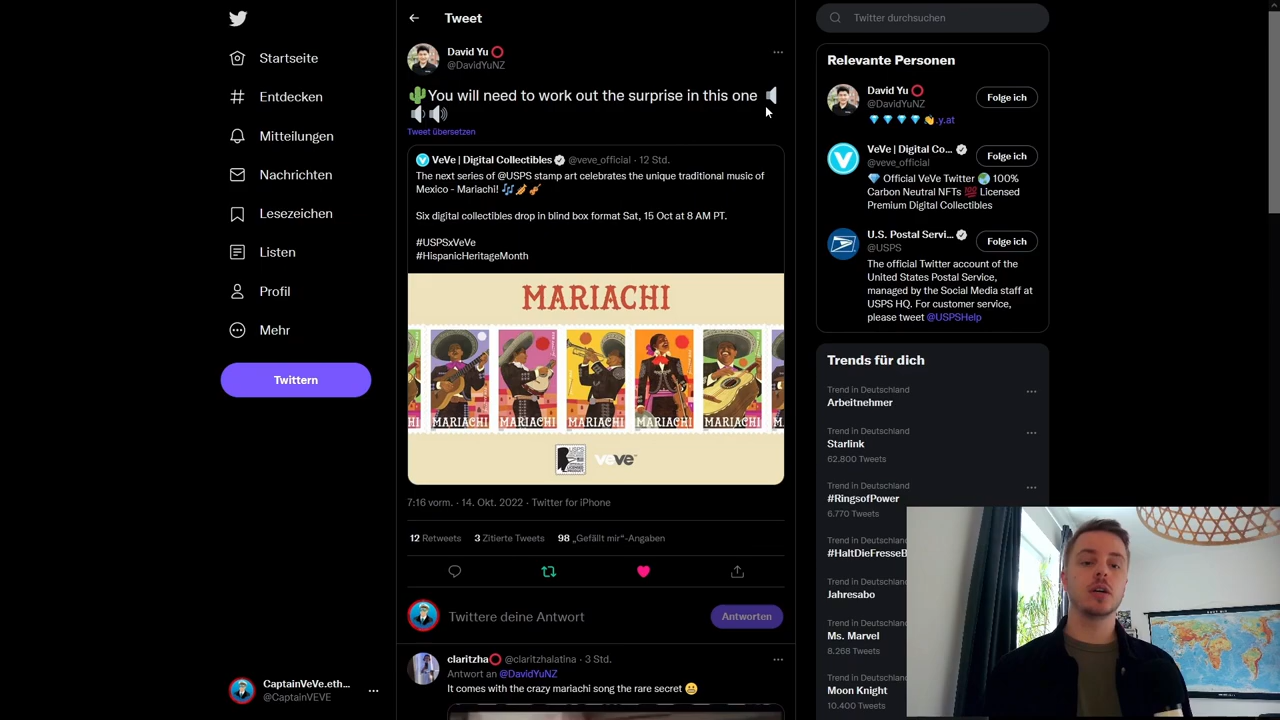 Startseite
Entdecken
Mitteilungen
Nachrichten
Lesezeichen
Listen
Profil
Mehr
Twittern
CaptainVeVe.eth...
@CaptainVEVE
Tweet
David Yu
@DavidYuNZ
You will need to work out the surprise in this one
Tweet übersetzen
VeVe | Digital Collectibles @veve_official · 12 Std.
The next series of @USPS stamp art celebrates the unique traditional music of
Mexico - Mariachi!
Six digital collectibles drop in blind box format Sat, 15 Oct at 8 AM PT.
#USPSxVeVe
#HispanicHeritageMonth
MARIACHI
MARIACHI
MARIACHI
MARIACHI
MARIACHI
MARIACHI
veve
7:16 vorm. · 14. Okt. 2022 · Twitter for iPhone
12 Retweets 3 Zitierte Tweets 98 „Gefällt mir“-Angaben
Twittere deine Antwort
Antworten
claritzha @claritzhalatina · 3 Std.
Antwort an @DavidYuNZ
It comes with the crazy mariachi song the rare secret
Twitter durchsuchen
Relevante Personen
David Yu
@DavidYuNZ
Folge ich
.y.at
VeVe | Digital Co...
@veve_official
Folge ich
Official VeVe Twitter 100%
Carbon Neutral NFTs Licensed
Premium Digital Collectibles
U.S. Postal Servi...
@USPS
Folge ich
The official Twitter account of the
United States Postal Service,
managed by the Social Media staff at
USPS HQ. For customer service,
please tweet @USPSHelp
Trends für dich
Trend in Deutschland
Arbeitnehmer
Trend in Deutschland
Starlink
62.800 Tweets
Trend in Deutschland
#RingsofPower
6.770 Tweets
Trend in Deutschland
#HaltDieFresseB
Trend in Deutschland
Jahresabo
Trend in Deutschland
Ms. Marvel
8.268 Tweets
Trend in Deutschland
Moon Knight
10.400 Tweets